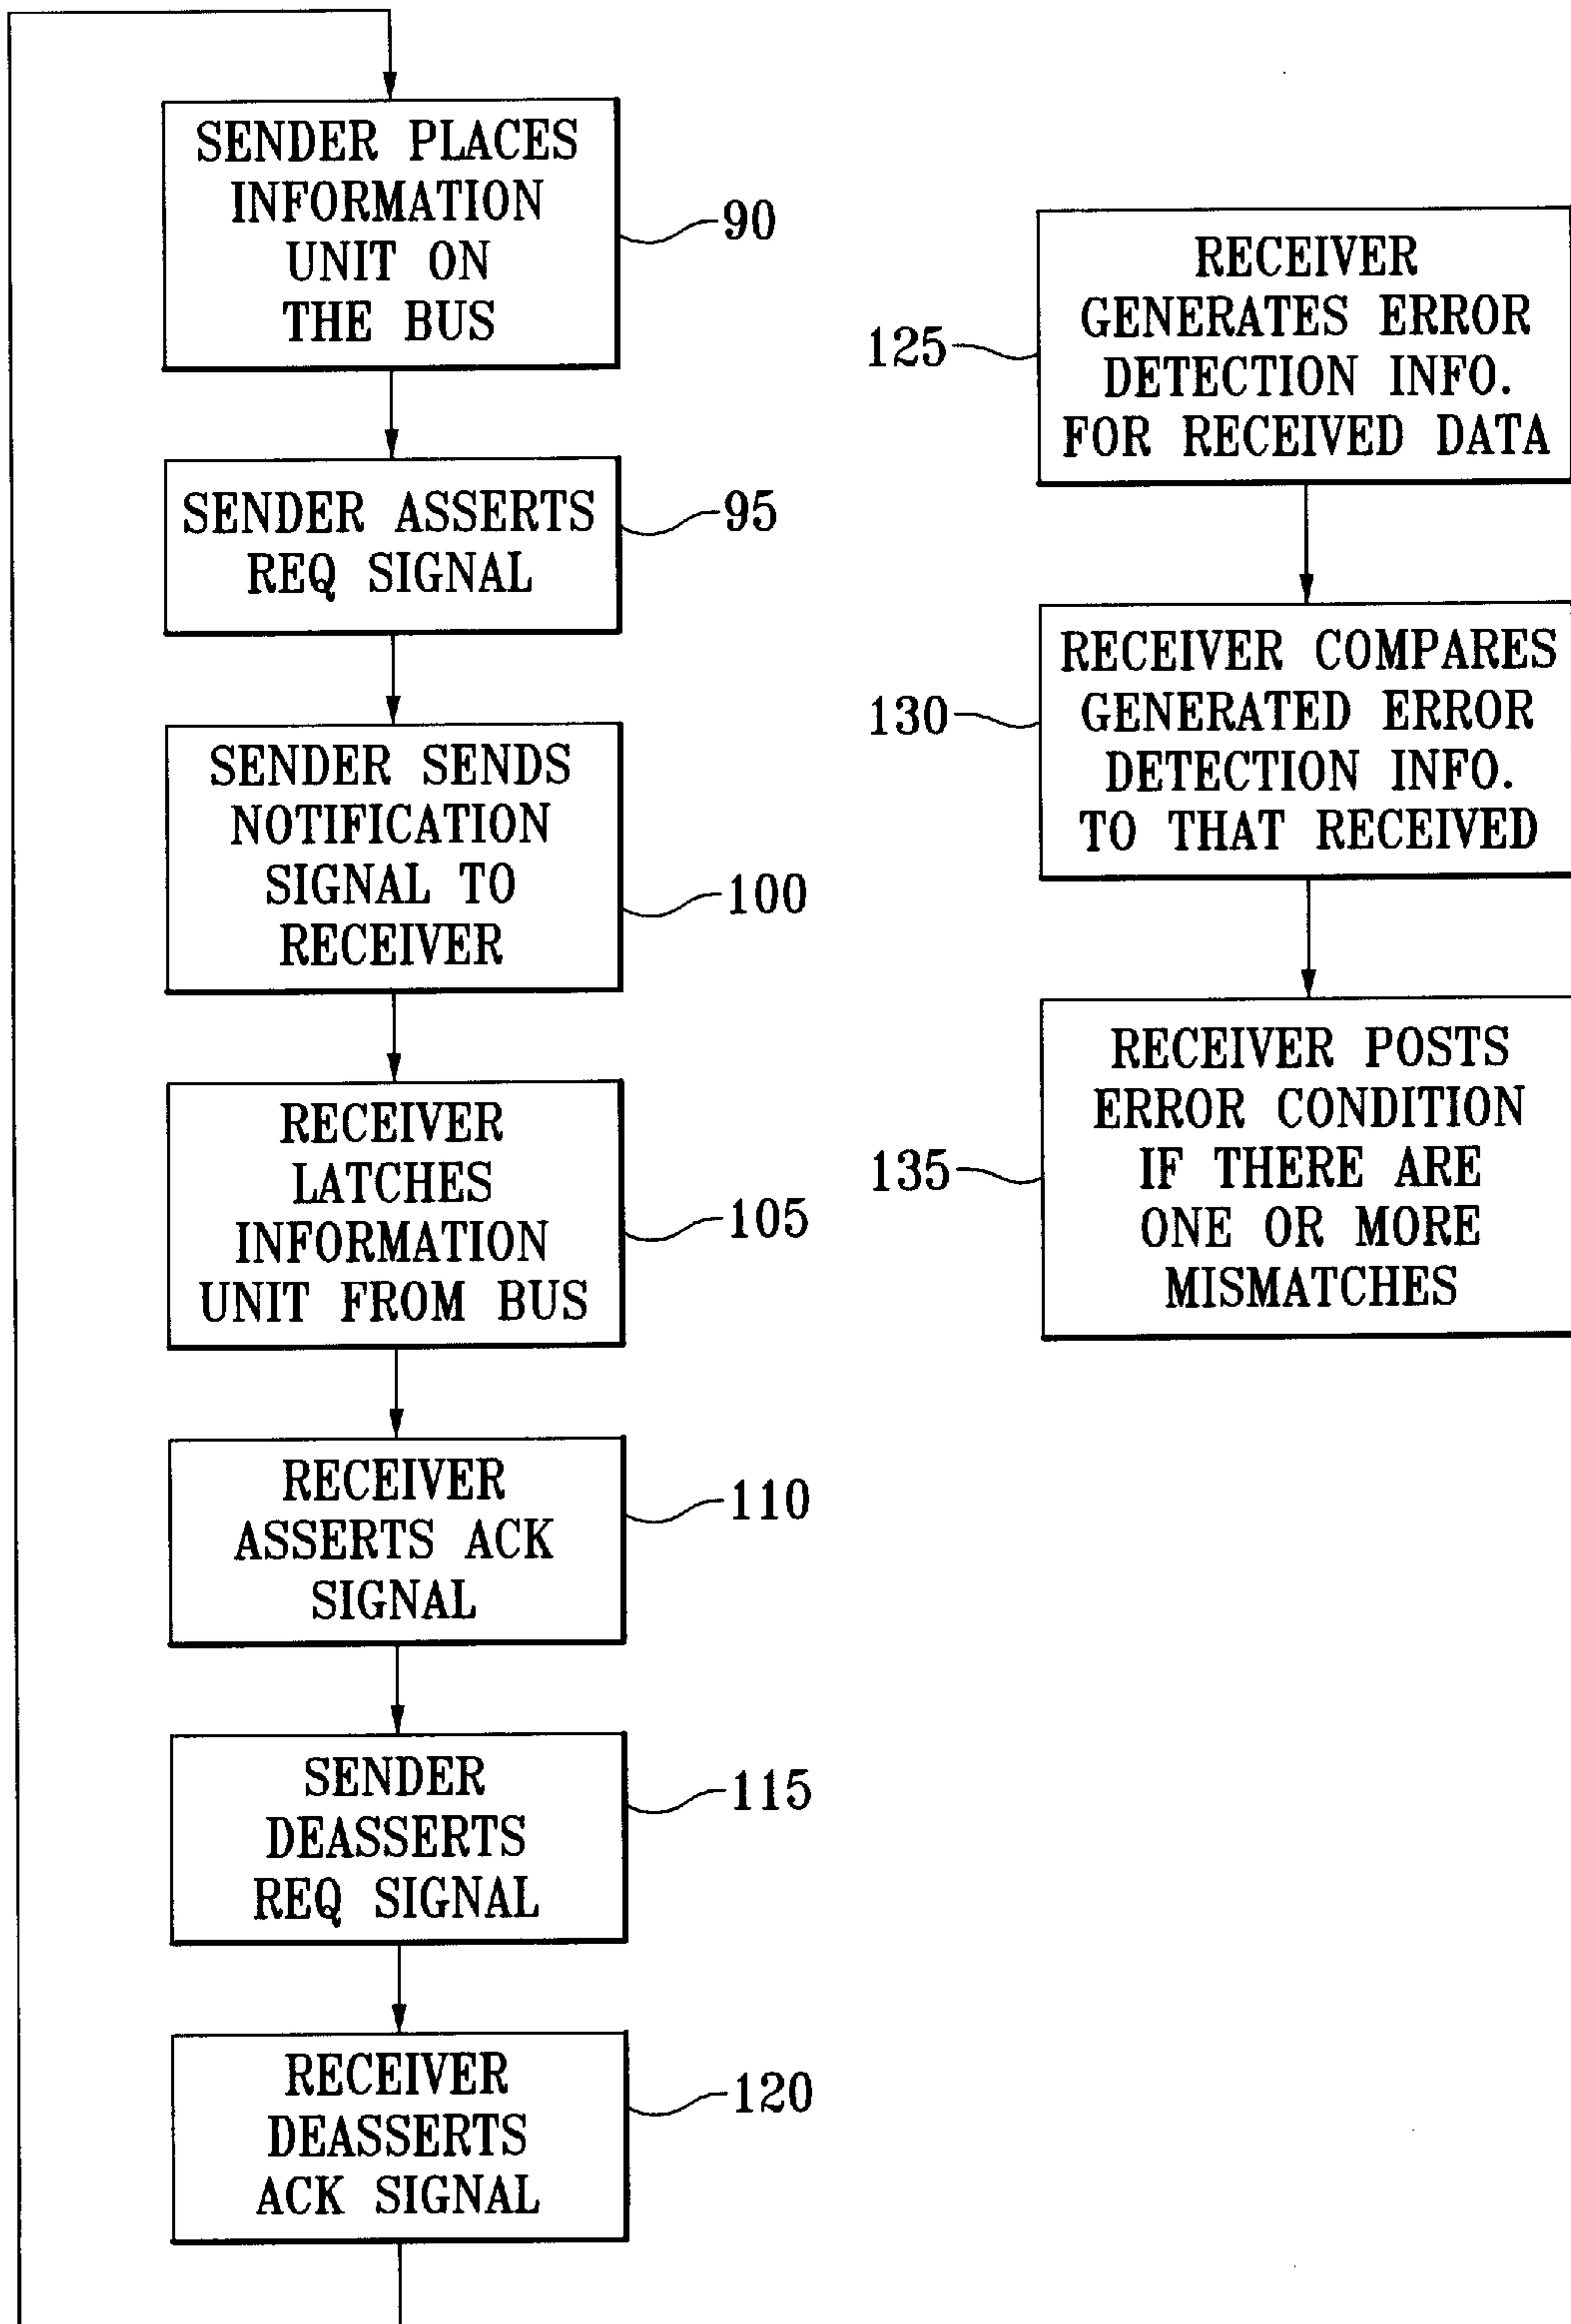 SENDER PLACES
INFORMATION
UNIT ON
THE BUS
90
SENDER ASSERTS
REQ SIGNAL
95
SENDER SENDS
NOTIFICATION
SIGNAL TO
RECEIVER
100
RECEIVER
LATCHES
INFORMATION
UNIT FROM BUS
105
RECEIVER
ASSERTS ACK
SIGNAL
110
SENDER
DEASSERTS
REQ SIGNAL
115
RECEIVER
DEASSERTS
ACK SIGNAL
120
RECEIVER
GENERATES ERROR
DETECTION INFO.
FOR RECEIVED DATA
125
RECEIVER COMPARES
GENERATED ERROR
DETECTION INFO.
TO THAT RECEIVED
130
RECEIVER POSTS
ERROR CONDITION
IF THERE ARE
ONE OR MORE
MISMATCHES
135